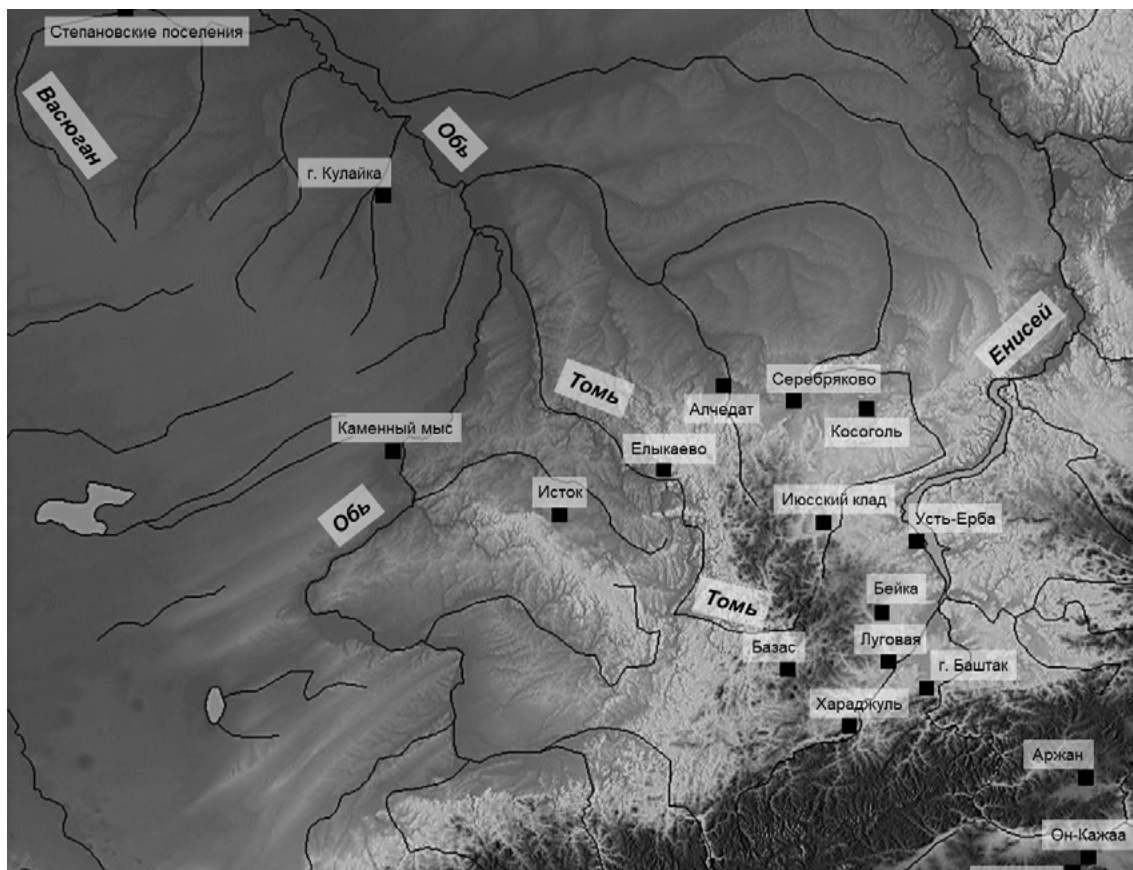 Степановские поселения
Васюган
Обь
г. Кулайка
Енисей
Томь
Серебряково
Алчедат
Косоголь
Каменный мыс
Елыкаево
Исток
Обь
Июсский клад
Усть-Ерба
Бейка
Томь
Луговая
Базас
г. Баштак
Хараджуль
Аржан
Он-Кажаа